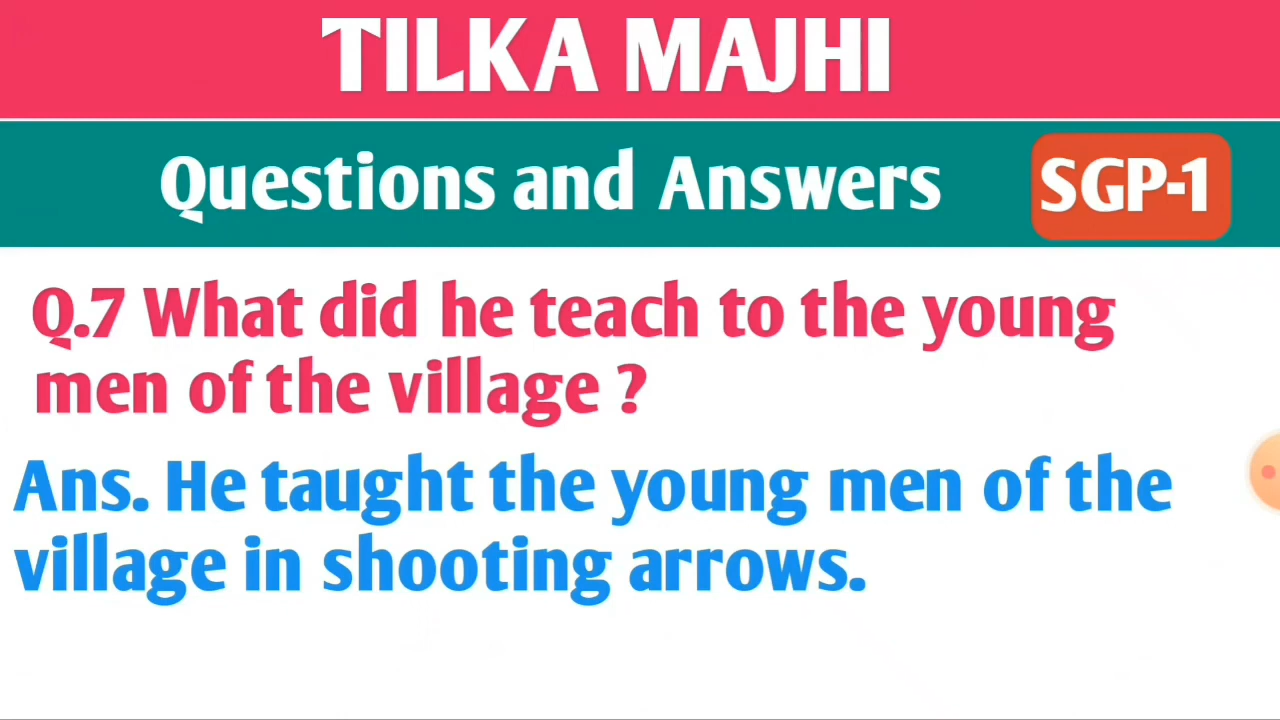 TILKA MAJHI
Questions and Answers
SGP-1
Q.7 What did he teach to the young
men of the village ?
Ans. He taught the young men of the
village in shooting arrows.